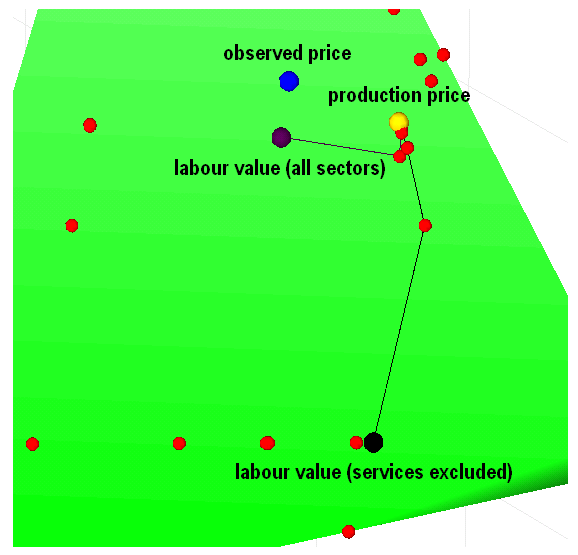 observed price
production price
labour value (all sectors)
labour value (services excluded)